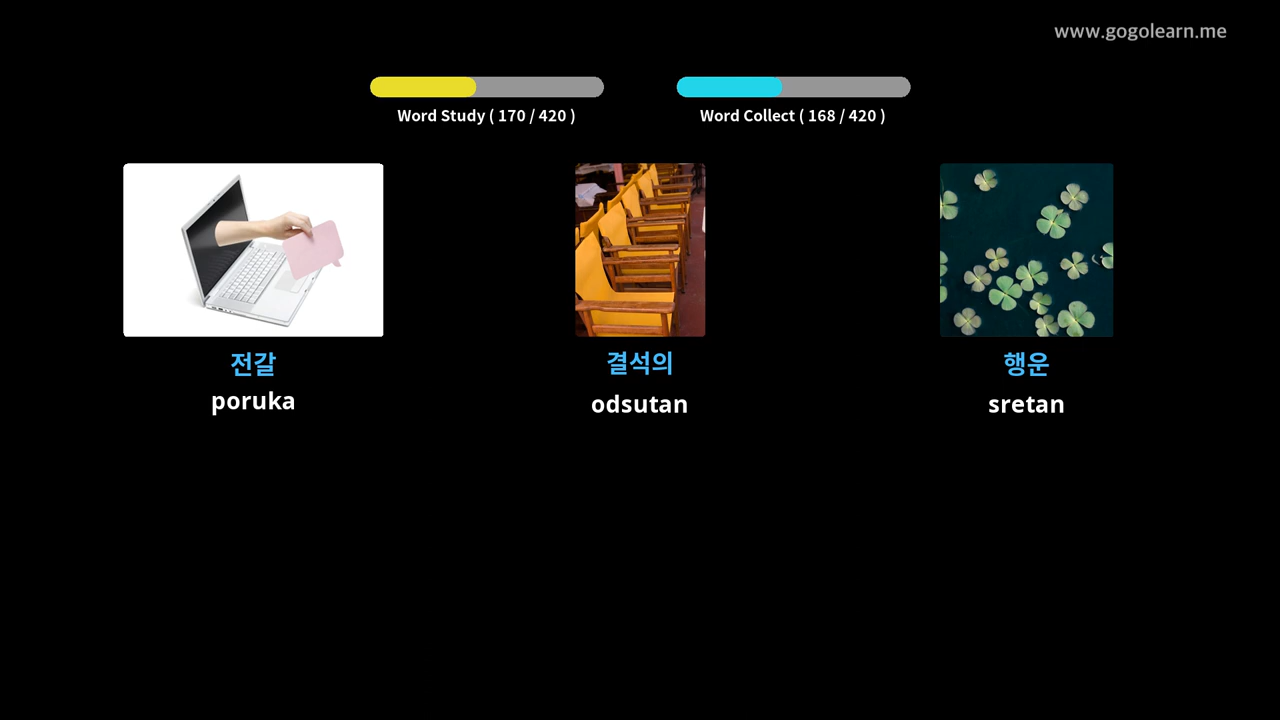 www.gogolearn.me
Word Study ( 170 / 420 )
Word Collect ( 168 / 420 )
전갈
poruka
결석의
odsutan
행운
sretan